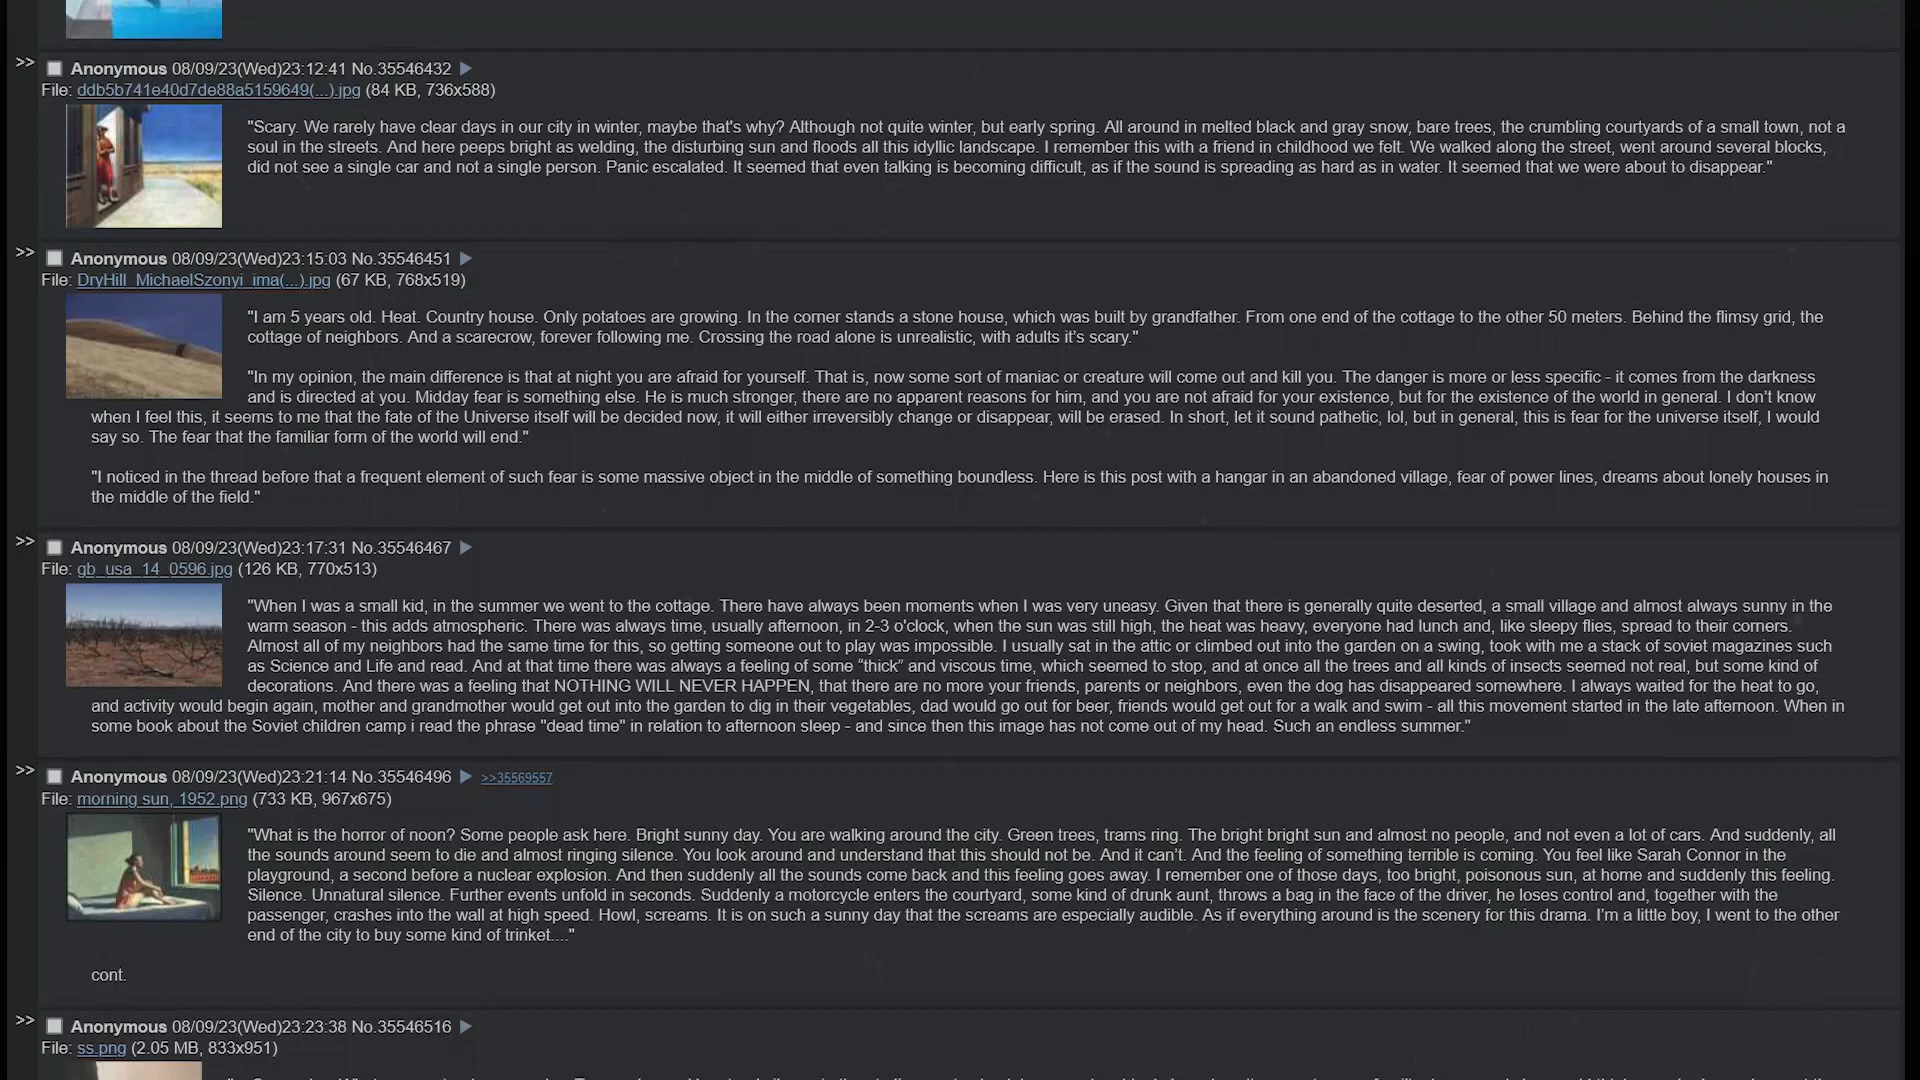 >> Anonymous 08/09/23(Wed)23:12:41 No.35546432
File: ddb5b741e40d7de88a5159649(...).jpg (84 KB, 736x588)
"Scary. We rarely have clear days in our city in winter, maybe that's why? Although not quite winter, but early spring. All around in melted black and gray snow, bare trees, the crumbling courtyards of a small town, not a
soul in the streets. And here peeps bright as welding, the disturbing sun and floods all this idyllic landscape. I remember this with a friend in childhood we felt. We walked along the street, went around several blocks,
did not see a single car and not a single person. Panic escalated. It seemed that even talking is becoming difficult, as if the sound is spreading as hard as in water. It seemed that we were about to disappear."
>> Anonymous 08/09/23(Wed)23:15:03 No.35546451
File: DryHill_MichaelSzonyi_ima(...).jpg (67 KB, 768x519)
"I am 5 years old. Heat. Country house. Only potatoes are growing. In the corner stands a stone house, which was built by grandfather. From one end of the cottage to the other 50 meters. Behind the flimsy grid, the
cottage of neighbors. And a scarecrow, forever following me. Crossing the road alone is unrealistic, with adults it's scary."
"In my opinion, the main difference is that at night you are afraid for yourself. That is, now some sort of maniac or creature will come out and kill you. The danger is more or less specific - it comes from the darkness
and is directed at you. Midday fear is something else. He is much stronger, there are no apparent reasons for him, and you are not afraid for your existence, but for the existence of the world in general. I don't know
when I feel this, it seems to me that the fate of the Universe itself will be decided now, it will either irreversibly change or disappear, will be erased. In short, let it sound pathetic, lol, but in general, this is fear for the universe itself, I would
say so. The fear that the familiar form of the world will end."
"I noticed in the thread before that a frequent element of such fear is some massive object in the middle of something boundless. Here is this post with a hangar in an abandoned village, fear of power lines, dreams about lonely houses in
the middle of the field."
>> Anonymous 08/09/23(Wed)23:17:31 No.35546467
File: gb_usa_14_0596.jpg (126 KB, 770x513)
"When I was a small kid, in the summer we went to the cottage. There have always been moments when I was very uneasy. Given that there is generally quite deserted, a small village and almost always sunny in the
warm season - this adds atmospheric. There was always time, usually afternoon, in 2-3 o'clock, when the sun was still high, the heat was heavy, everyone had lunch and, like sleepy flies, spread to their corners.
Almost all of my neighbors had the same time for this, so getting someone out to play was impossible. I usually sat in the attic or climbed out into the garden on a swing, took with me a stack of soviet magazines such
as Science and Life and read. And at that time there was always a feeling of some “thick” and viscous time, which seemed to stop, and at once all the trees and all kinds of insects seemed not real, but some kind of
decorations. And there was a feeling that NOTHING WILL NEVER HAPPEN, that there are no more your friends, parents or neighbors, even the dog has disappeared somewhere. I always waited for the heat to go,
and activity would begin again, mother and grandmother would get out into the garden to dig in their vegetables, dad would go out for beer, friends would get out for a walk and swim - all this movement started in the late afternoon. When in
some book about the Soviet children camp i read the phrase "dead time" in relation to afternoon sleep - and since then this image has not come out of my head. Such an endless summer."
>> Anonymous 08/09/23(Wed)23:21:14 No.35546496 >>35569557
File: morning sun, 1952.png (733 KB, 967x675)
"What is the horror of noon? Some people ask here. Bright sunny day. You are walking around the city. Green trees, trams ring. The bright bright sun and almost no people, and not even a lot of cars. And suddenly, all
the sounds around seem to die and almost ringing silence. You look around and understand that this should not be. And it can't. And the feeling of something terrible is coming. You feel like Sarah Connor in the
playground, a second before a nuclear explosion. And then suddenly all the sounds come back and this feeling goes away. I remember one of those days, too bright, poisonous sun, at home and suddenly this feeling.
Silence. Unnatural silence. Further events unfold in seconds. Suddenly a motorcycle enters the courtyard, some kind of drunk aunt, throws a bag in the face of the driver, he loses control and, together with the
passenger, crashes into the wall at high speed. Howl, screams. It is on such a sunny day that the screams are especially audible. As if everything around is the scenery for this drama. I'm a little boy, I went to the other
end of the city to buy some kind of trinket...."
cont.
>> Anonymous 08/09/23(Wed)23:23:38 No.35546516
File: ss.png (2.05 MB, 833x951)